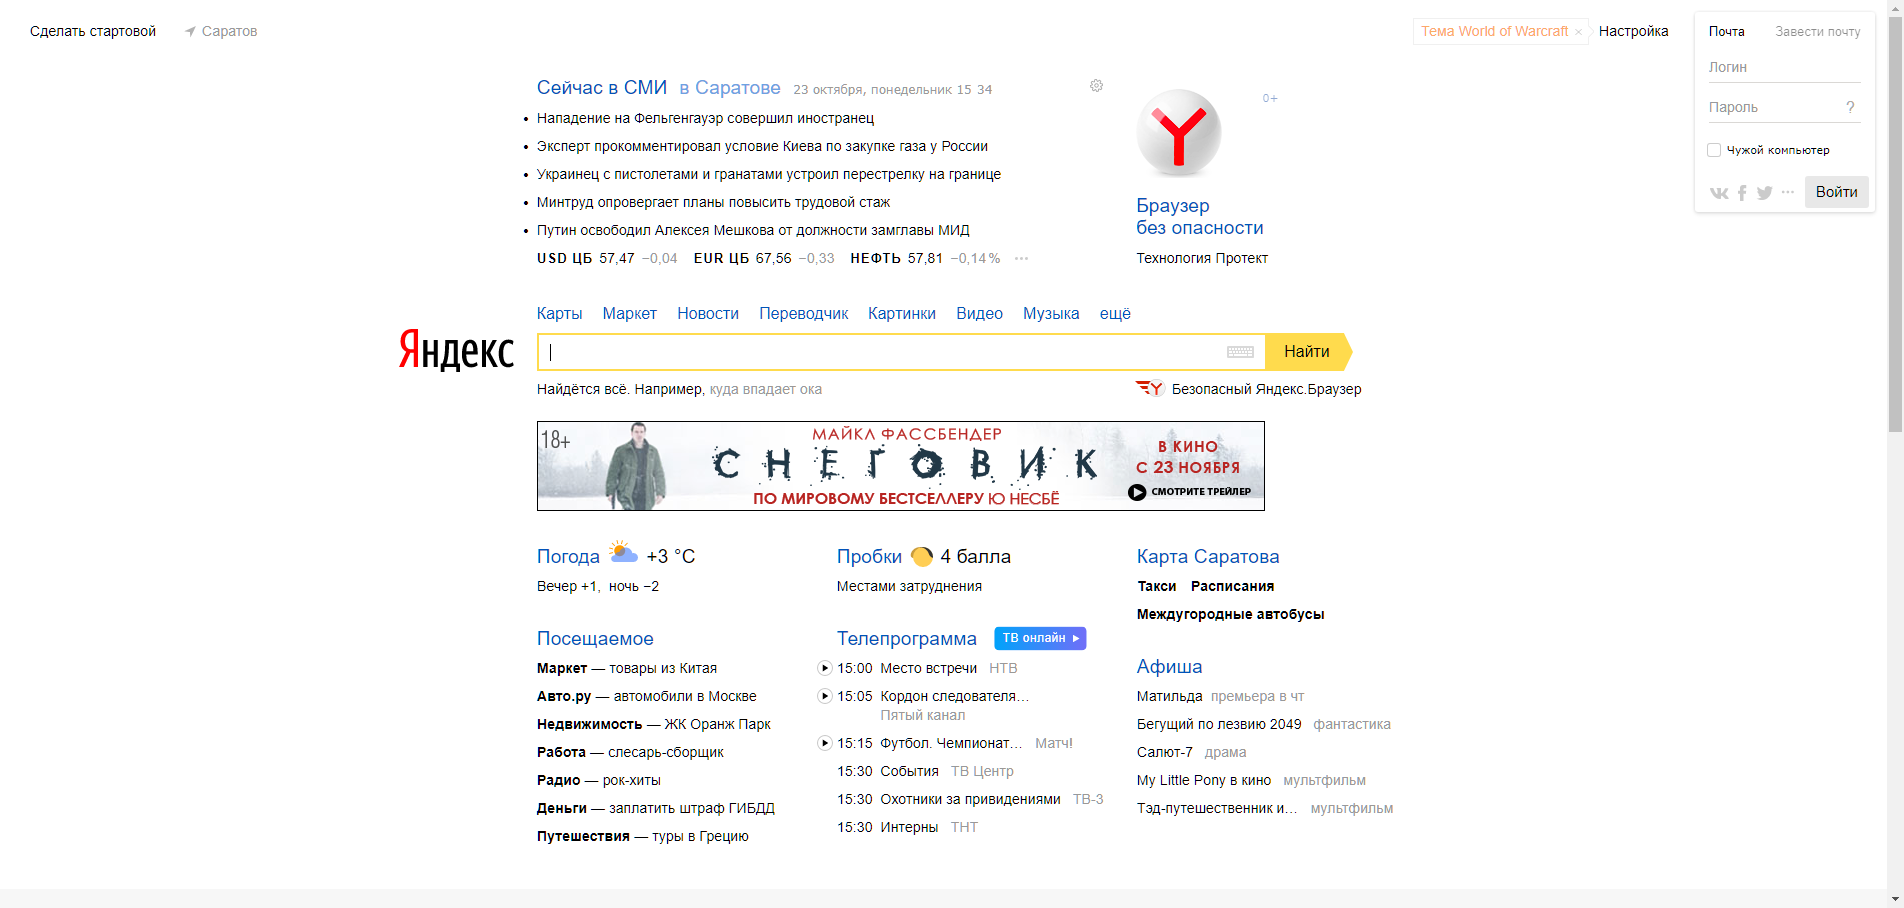 Сделать стартовой Саратов
Тема World of Warcraft × Настройка
Почта Завести почту
Логин
Пароль ?
Чужой компьютер
Войти
Сейчас в СМИ в Саратове 23 октября, понедельник 15 34
Нападение на Фельгенгауэр совершил иностранец
Эксперт прокомментировал условие Киева по закупке газа у России
Украинец с пистолетами и гранатами устроил перестрелку на границе
Минтруд опровергает планы повысить трудовой стаж
Путин освободил Алексея Мешкова от должности замглавы МИД
USD ЦБ 57,47 −0,04 EUR ЦБ 67,56 −0,33 НЕФТЬ 57,81 −0,14% ...
0+
Браузер
без опасности
Технология Протект
Карты Маркет Новости Переводчик Картинки Видео Музыка ещё
Яндекс
Найти
Найдётся всё. Например, куда впадает ока
Безопасный Яндекс.Браузер
18+
МАЙКЛ ФАССБЕНДЕР
СНЕГОВИК
ПО МИРОВОМУ БЕСТСЕЛЛЕРУ Ю НЕСБЁ
В КИНО
С 23 НОЯБРЯ
СМОТРИТЕ ТРЕЙЛЕР
Погода +3 °C
Вечер +1, ночь −2
Пробки 4 балла
Местами затруднения
Карта Саратова
Такси Расписания
Междугородные автобусы
Посещаемое
Маркет — товары из Китая
Авто.ру — автомобили в Москве
Недвижимость — ЖК Оранж Парк
Работа — слесарь-сборщик
Радио — рок-хиты
Деньги — заплатить штраф ГИБДД
Путешествия — туры в Грецию
Телепрограмма ТВ онлайн
15:00 Место встречи НТВ
15:05 Кордон следователя...
Пятый канал
15:15 Футбол. Чемпионат... Матч!
15:30 События ТВ Центр
15:30 Охотники за привидениями ТВ-3
15:30 Интерны ТНТ
Афиша
Матильда премьера в чт
Бегущий по лезвию 2049 фантастика
Салют-7 драма
My Little Pony в кино мультфильм
Тэд-путешественник и... мультфильм